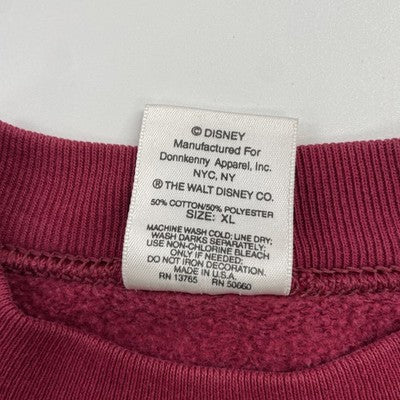 © DISNEY
Manufactured For
Donnkenny Apparel, Inc.
NYC, NY
® THE WALT DISNEY CO.
50% COTTON/50% POLYESTER
SIZE: XL
MACHINE WASH COLD; LINE DRY;
WASH DARKS SEPARATELY;
USE NON-CHLORINE BLEACH
ONLY IF NEEDED.
DO NOT IRON DECORATION.
MADE IN U.S.A.
RN 13765 RN 50660